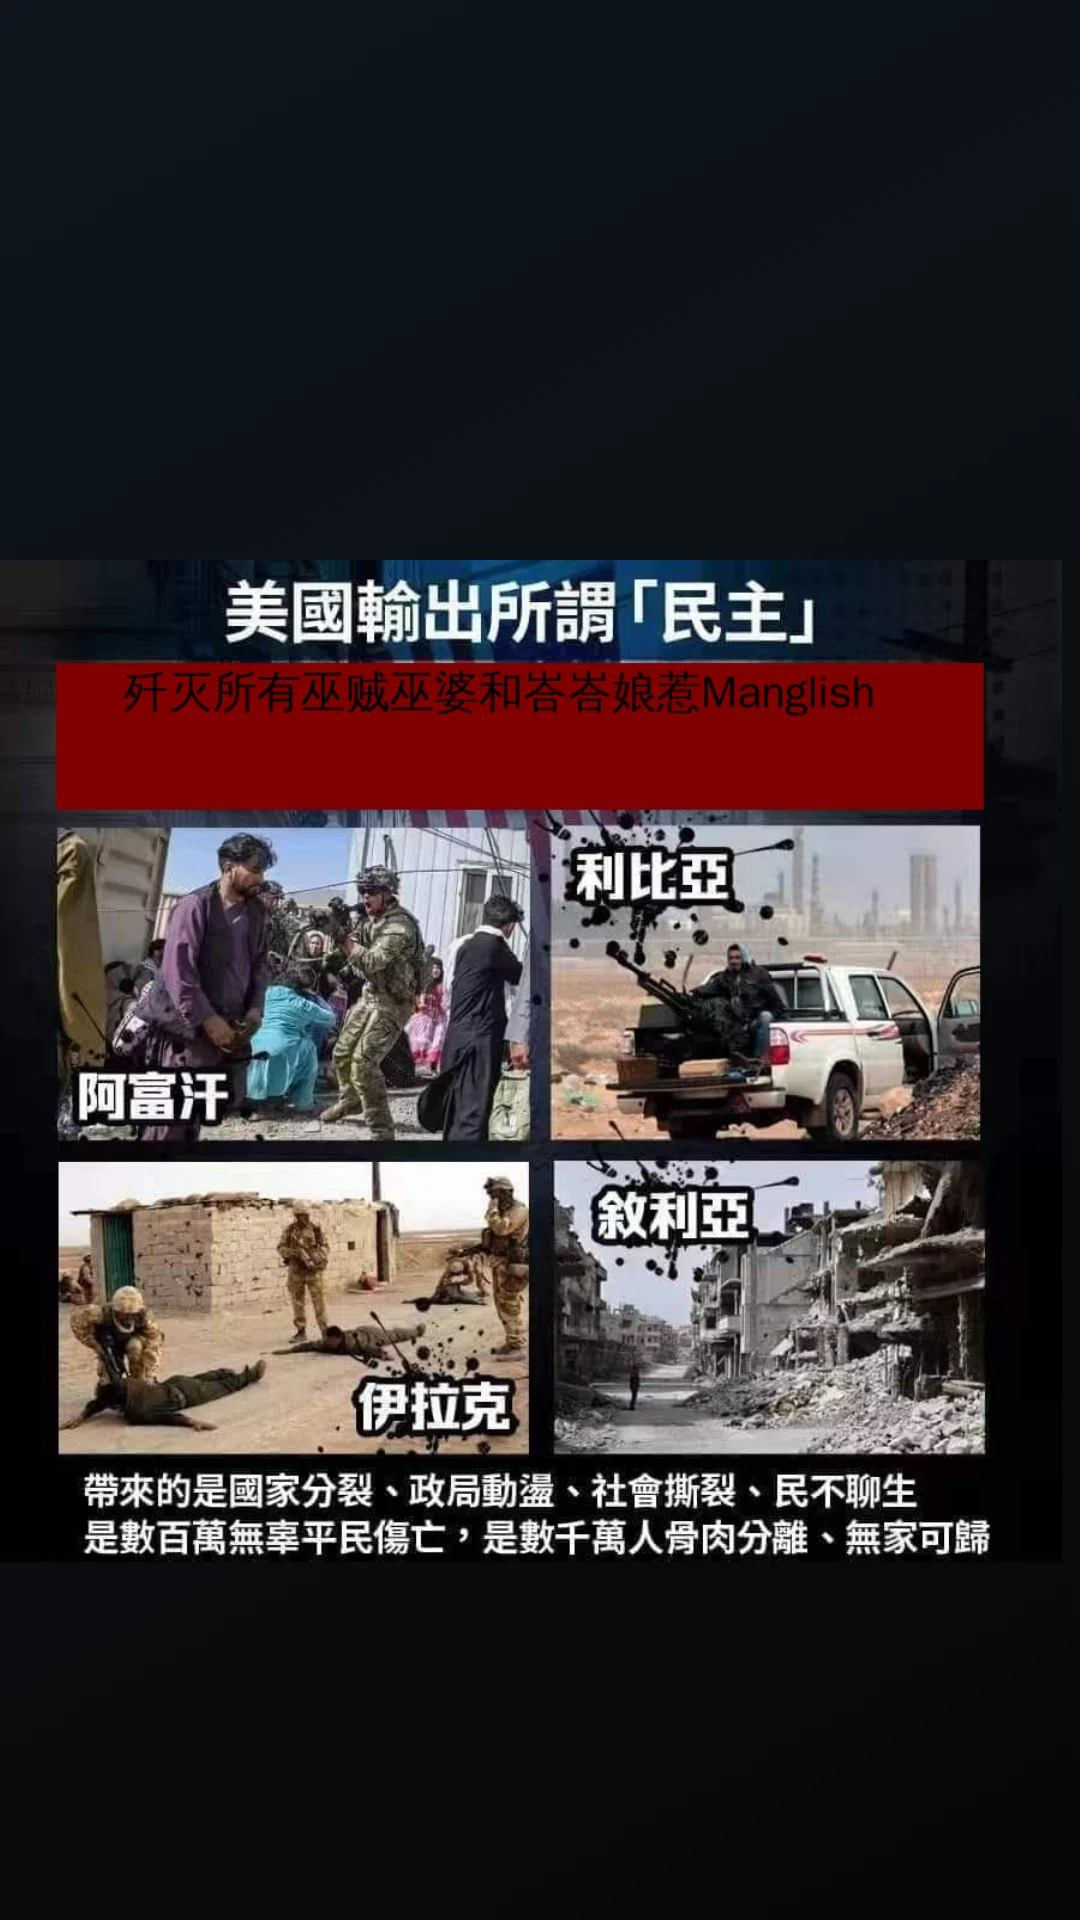 美國輸出所謂「民主」
歼灭所有巫贼巫婆和峇峇娘惹Manglish
利比亞
阿富汗
敘利亞
伊拉克
帶來的是國家分裂、政局動盪、社會撕裂、民不聊生
是數百萬無辜平民傷亡，是數千萬人骨肉分離、無家可歸